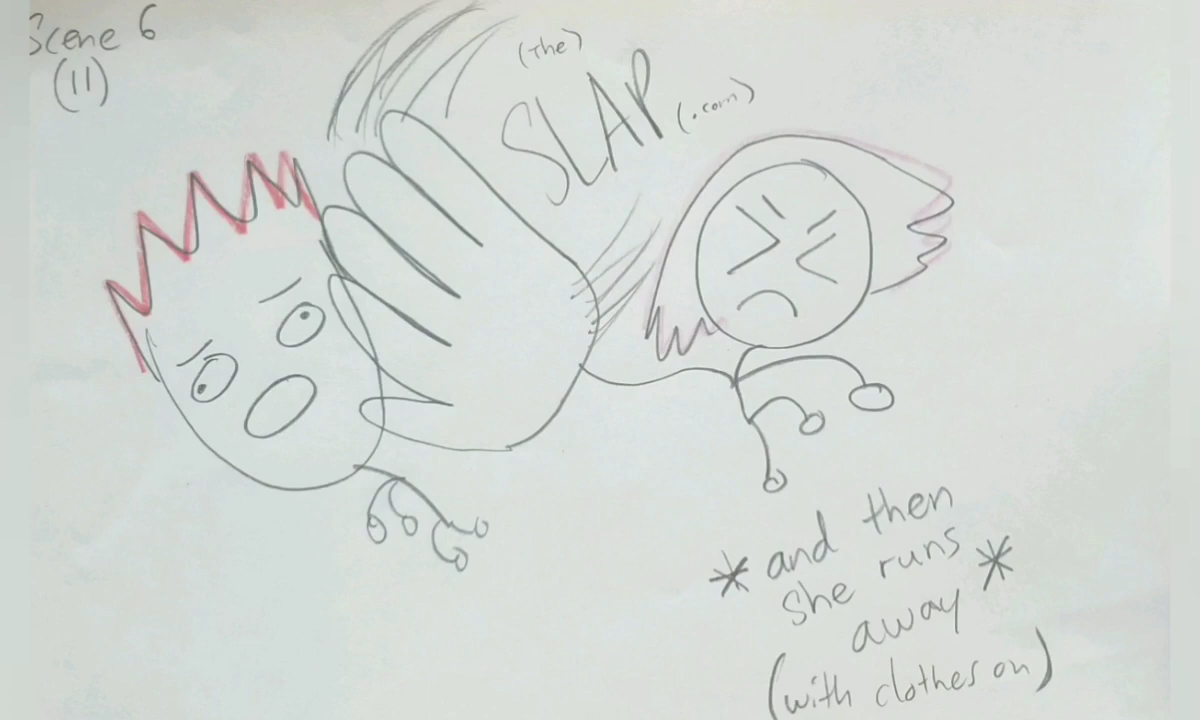 Scene 6
(11)
(The)
SLAP
(.com)
* and then
she runs
away *
(with clothes on)